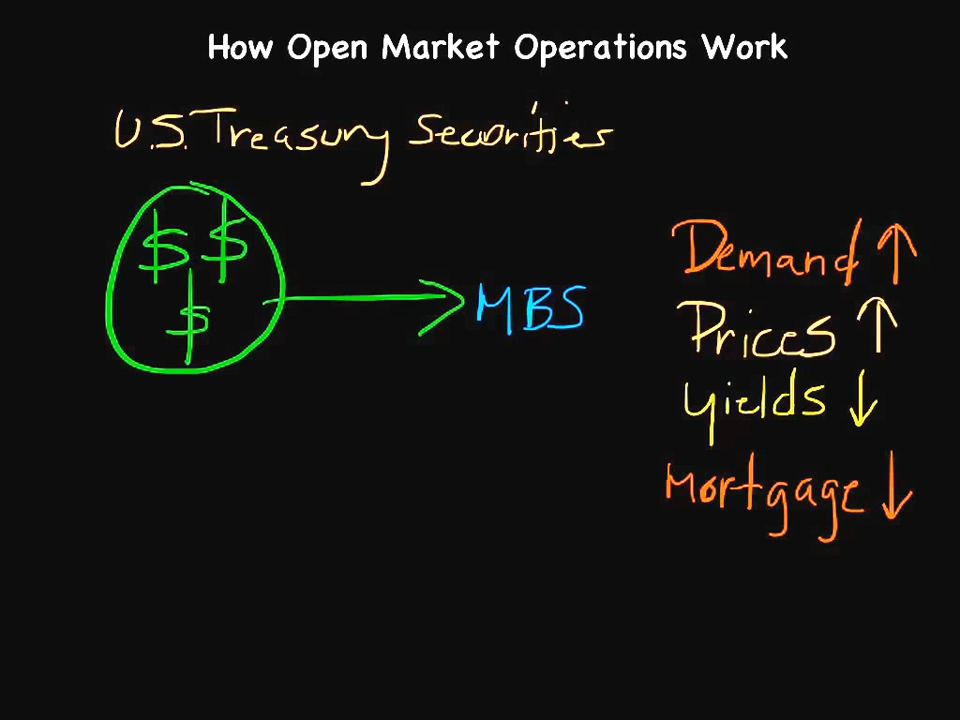 How Open Market Operations Work
U.S. Treasury Securities
$ $
$
MBS
Demand ↑
Prices ↑
Yields ↓
Mortgage ↓